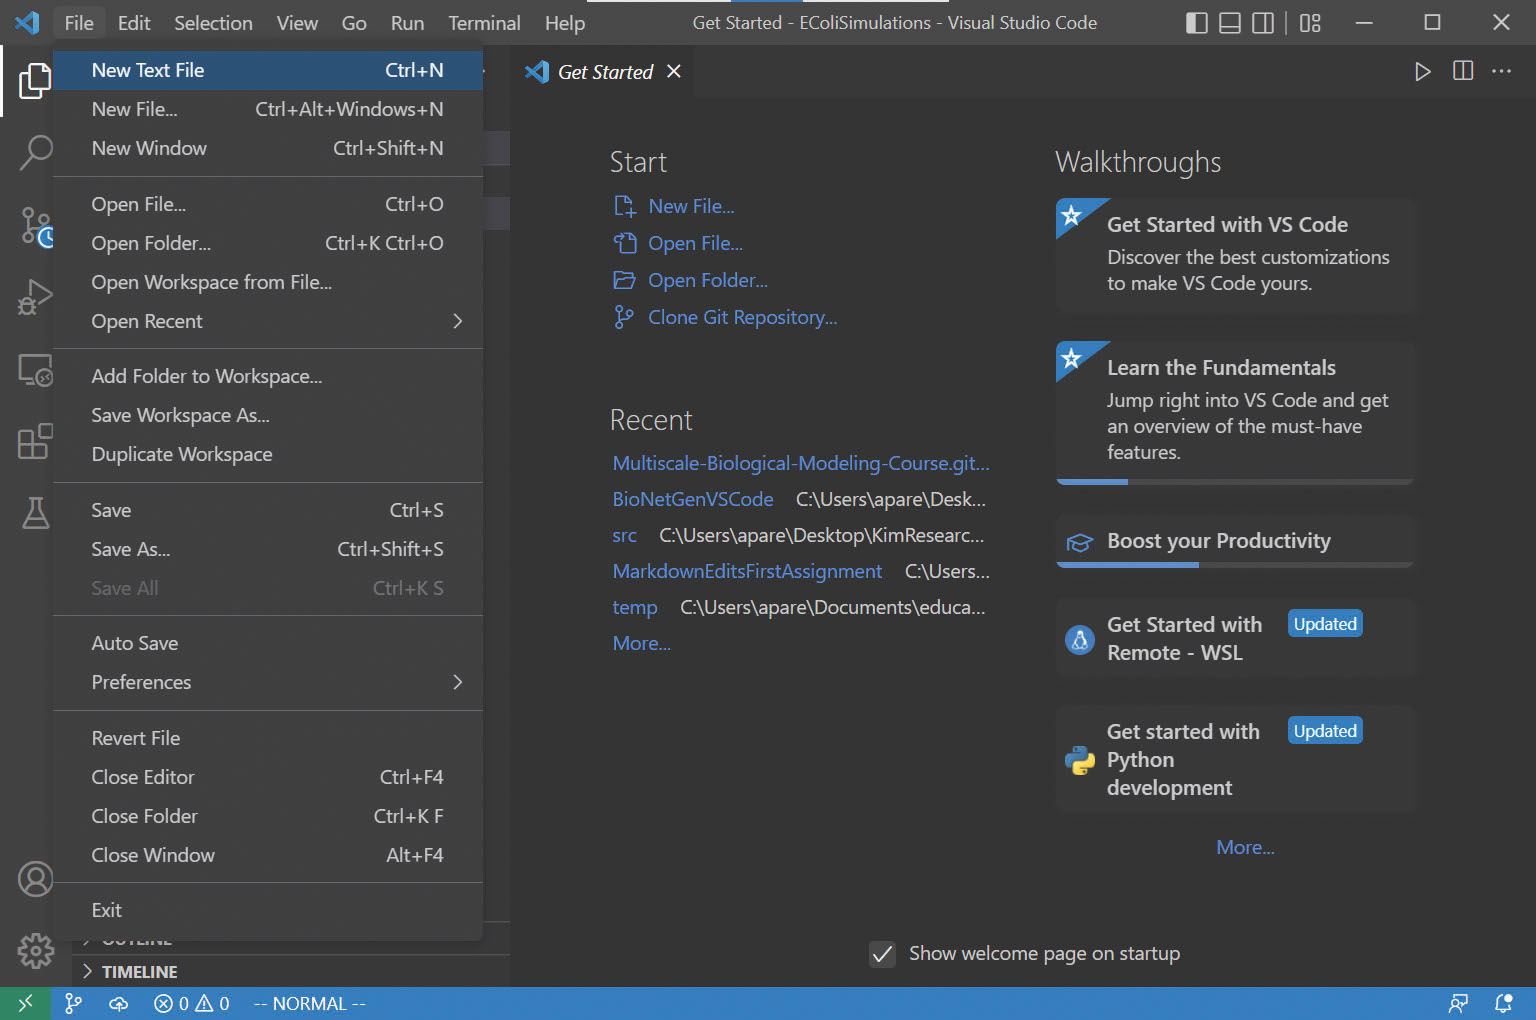 File Edit Selection View Go Run Terminal Help
Get Started - EColiSimulations - Visual Studio Code
New Text File Ctrl+N
New File... Ctrl+Alt+Windows+N
New Window Ctrl+Shift+N
Open File... Ctrl+O
Open Folder... Ctrl+K Ctrl+O
Open Workspace from File...
Open Recent
Add Folder to Workspace...
Save Workspace As...
Duplicate Workspace
Save Ctrl+S
Save As... Ctrl+Shift+S
Save All Ctrl+K S
Auto Save
Preferences
Revert File
Close Editor Ctrl+F4
Close Folder Ctrl+K F
Close Window Alt+F4
Exit
OUTLINE
TIMELINE
Get Started
Start
New File...
Open File...
Open Folder...
Clone Git Repository...
Recent
Multiscale-Biological-Modeling-Course.git...
BioNetGenVSCode C:\Users\apare\Desk...
src C:\Users\apare\Desktop\KimResearc...
MarkdownEditsFirstAssignment C:\Users...
temp C:\Users\apare\Documents\educa...
More...
Walkthroughs
Get Started with VS Code
Discover the best customizations
to make VS Code yours.
Learn the Fundamentals
Jump right into VS Code and get
an overview of the must-have
features.
Boost your Productivity
Get Started with Updated
Remote - WSL
Get started with Updated
Python
development
More...
Show welcome page on startup
0 0 -- NORMAL --